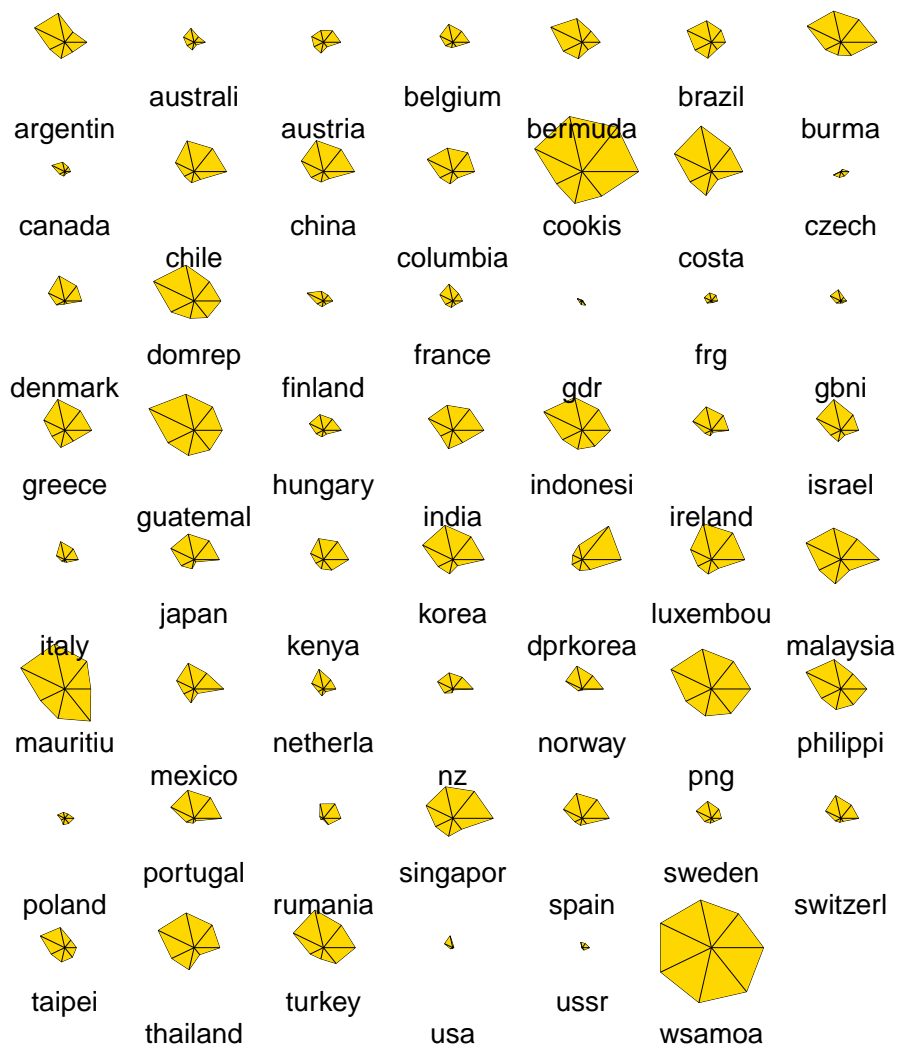 australi belgium brazil
argentin austria bermuda burma
canada china cookis czech
chile columbia costa
domrep france frg
denmark finland gdr gbni
greece hungary indonesi israel
guatemal india ireland
japan korea luxembou
italy kenya dprkorea malaysia
mauritiu netherla norway philippi
mexico nz png
portugal singapor sweden
poland rumania spain switzerl
taipei turkey ussr
thailand usa wsamoa